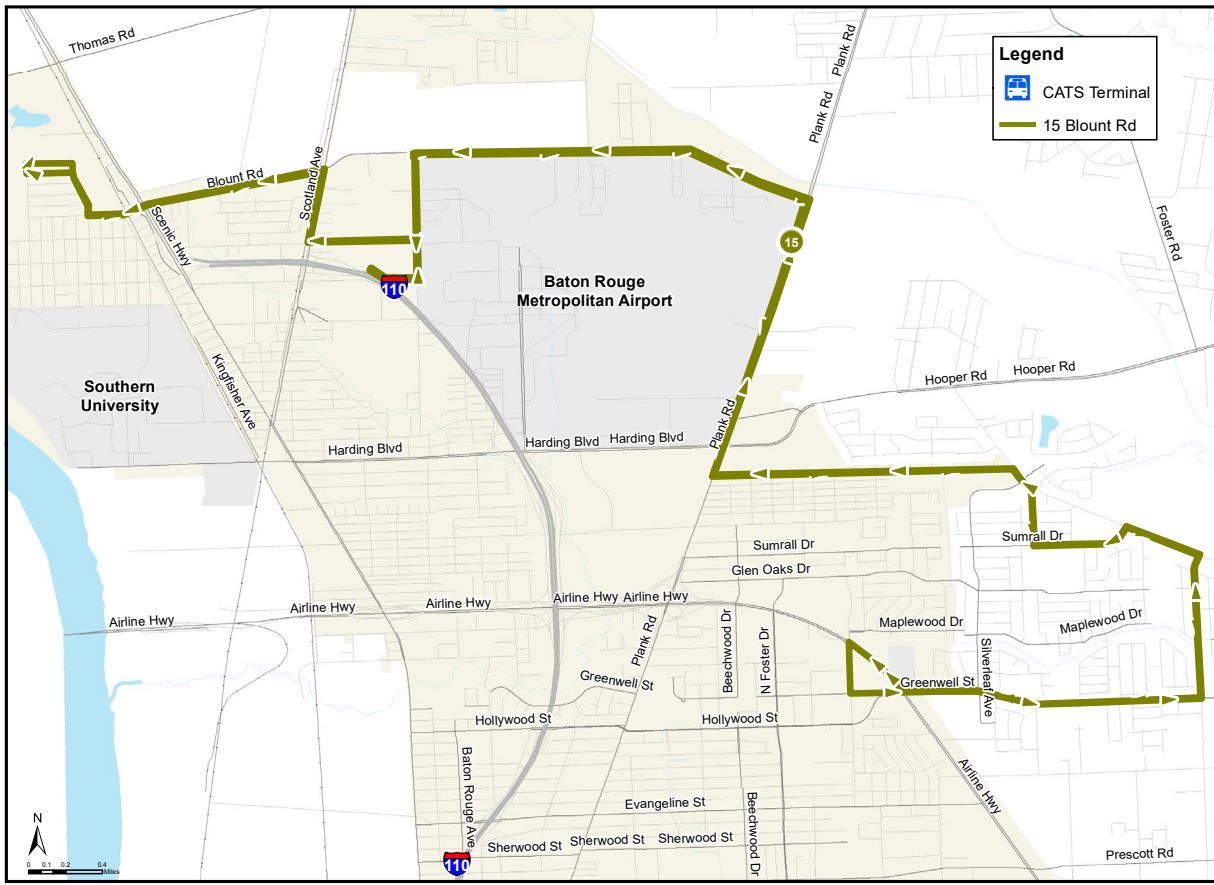 Thomas Rd
Plank Rd
Plank Rd
Legend
CATS Terminal
15 Blount Rd
Blount Rd
Scotland Ave
Scenic Hwy
Foster Rd
15
110
Baton Rouge
Metropolitan Airport
Southern
University
Kingfisher Ave
Hooper Rd
Hooper Rd
Plank Rd
Harding Blvd
Harding Blvd
Harding Blvd
Sumrall Dr
Sumrall Dr
Glen Oaks Dr
Airline Hwy
Airline Hwy
Airline Hwy
Airline Hwy
Airline Hwy
Maplewood Dr
Maplewood Dr
Plank Rd
Beechwood Dr
N Foster Dr
Silverleaf Ave
Greenwell St
Greenwell St
Hollywood St
Hollywood St
Baton Rouge Ave
Airline Hwy
Evangeline St
Beechwood Dr
Sherwood St
Sherwood St
Sherwood St
Prescott Rd
110
N
0 0.1 0.2 0.4
Miles